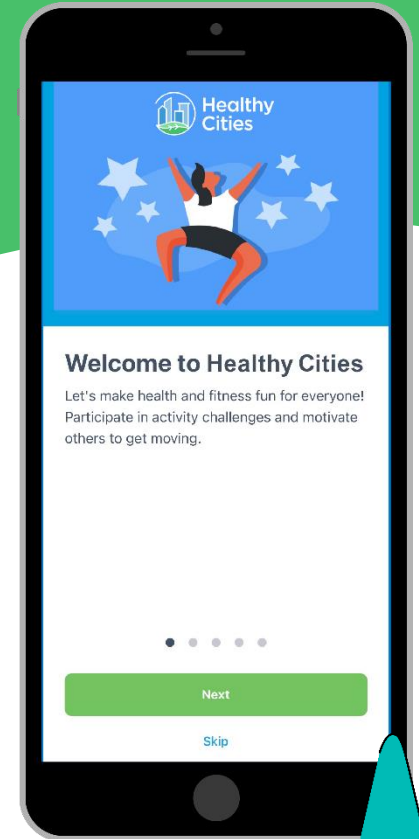 Healthy
Cities
Welcome to Healthy Cities
Let's make health and fitness fun for everyone!
Participate in activity challenges and motivate
others to get moving.
Next
Skip